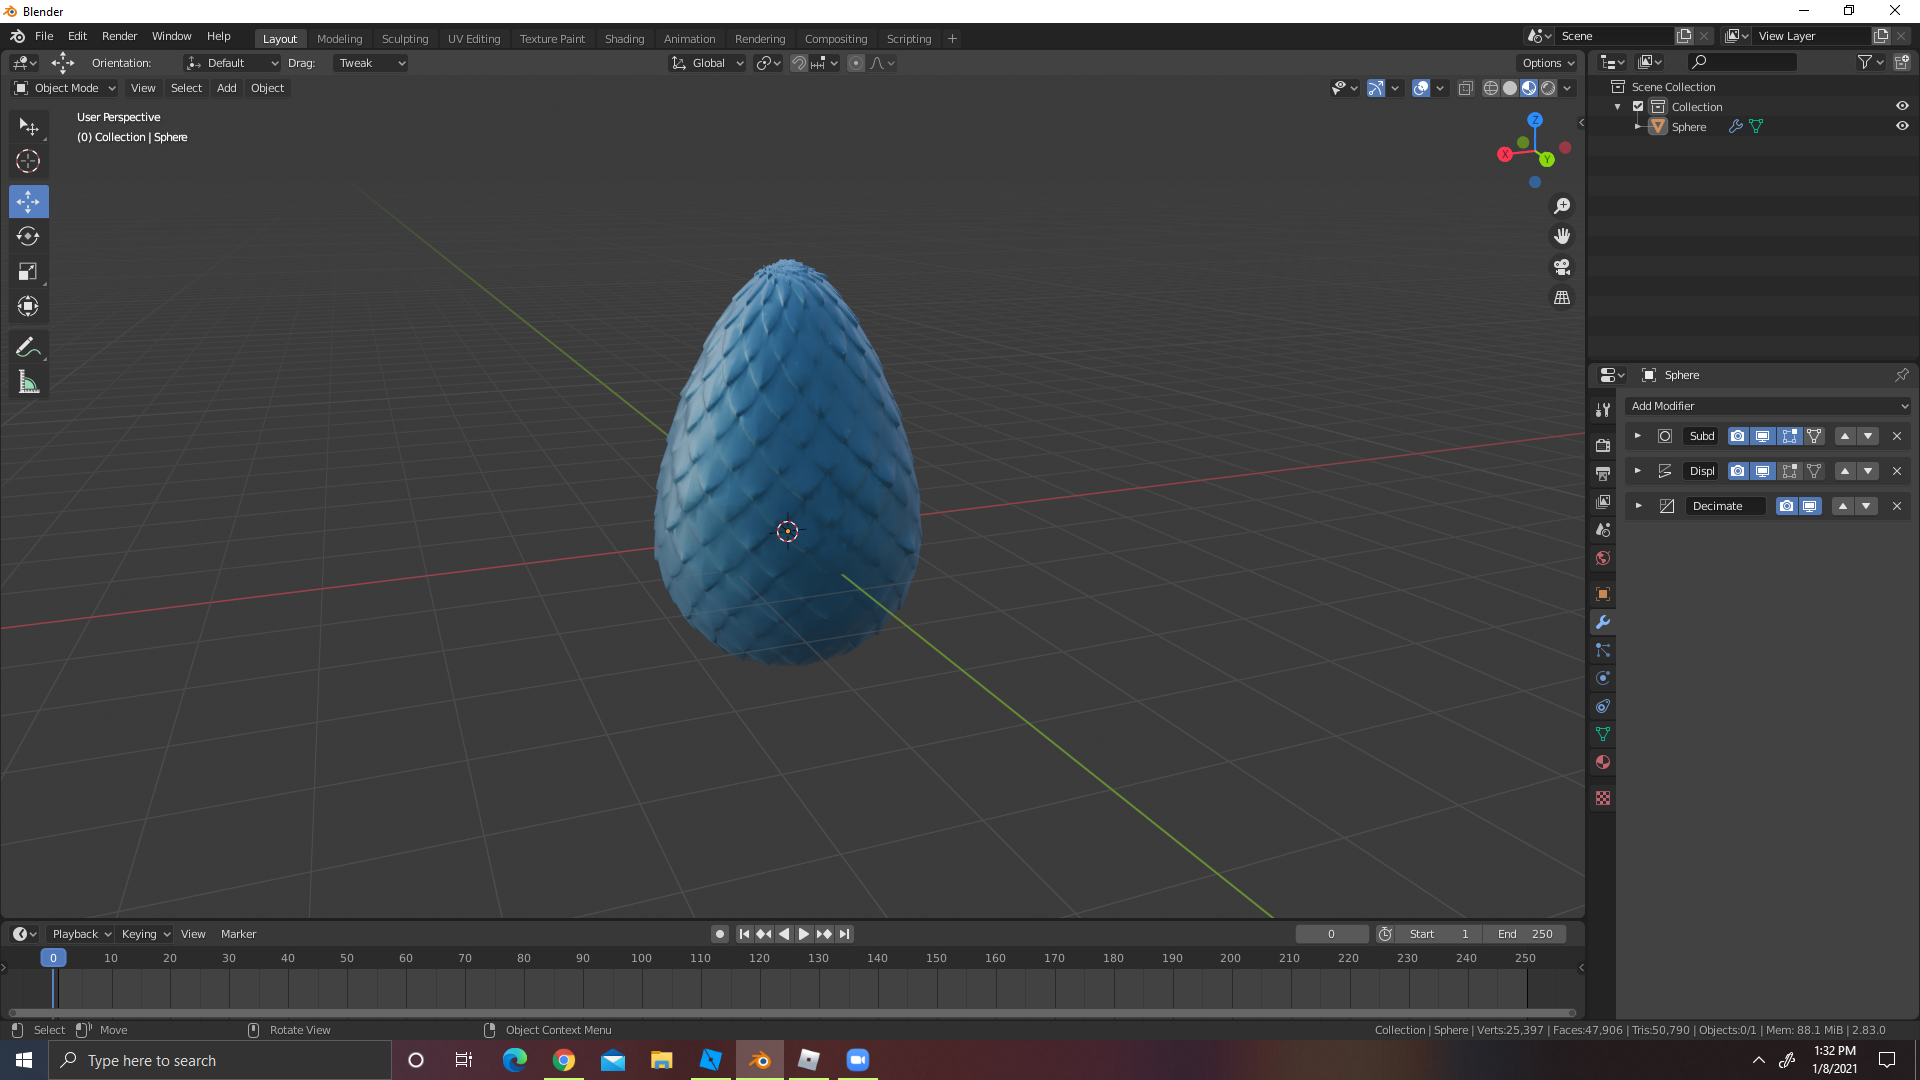 Blender
File Edit Render Window Help Layout Modeling Sculpting UV Editing Texture Paint Shading Animation Rendering Compositing Scripting + Scene View Layer
Orientation: Default Drag: Tweak Global Options
Object Mode View Select Add Object
User Perspective
(0) Collection | Sphere
Z
X
Y
Scene Collection
Collection
Sphere
Sphere
Add Modifier
Subd
Displ
Decimate
Playback Keying View Marker 0 Start 1 End 250
0 10 20 30 40 50 60 70 80 90 100 110 120 130 140 150 160 170 180 190 200 210 220 230 240 250
Select Move Rotate View Object Context Menu Collection | Sphere | Verts:25,397 | Faces:47,906 | Tris:50,790 | Objects:0/1 | Mem: 88.1 MiB | 2.83.0
Type here to search
1:32 PM
1/8/2021